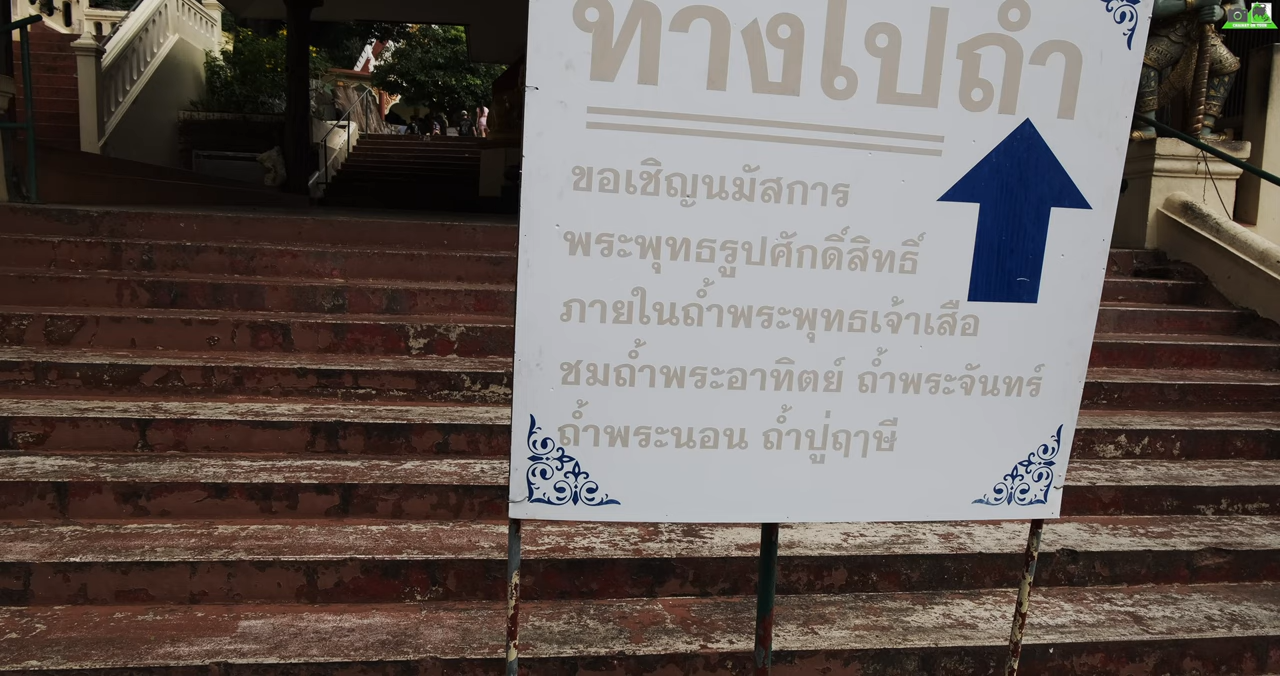 ทางไปถ้ำ
ขอเชิญนมัสการ
พระพุทธรูปศักดิ์สิทธิ์
ภายในถ้ำพระพุทธเจ้าเสือ
ชมถ้ำพระอาทิตย์ ถ้ำพระจันทร์
ถ้ำพระนอน ถ้ำปู่ฤๅษี